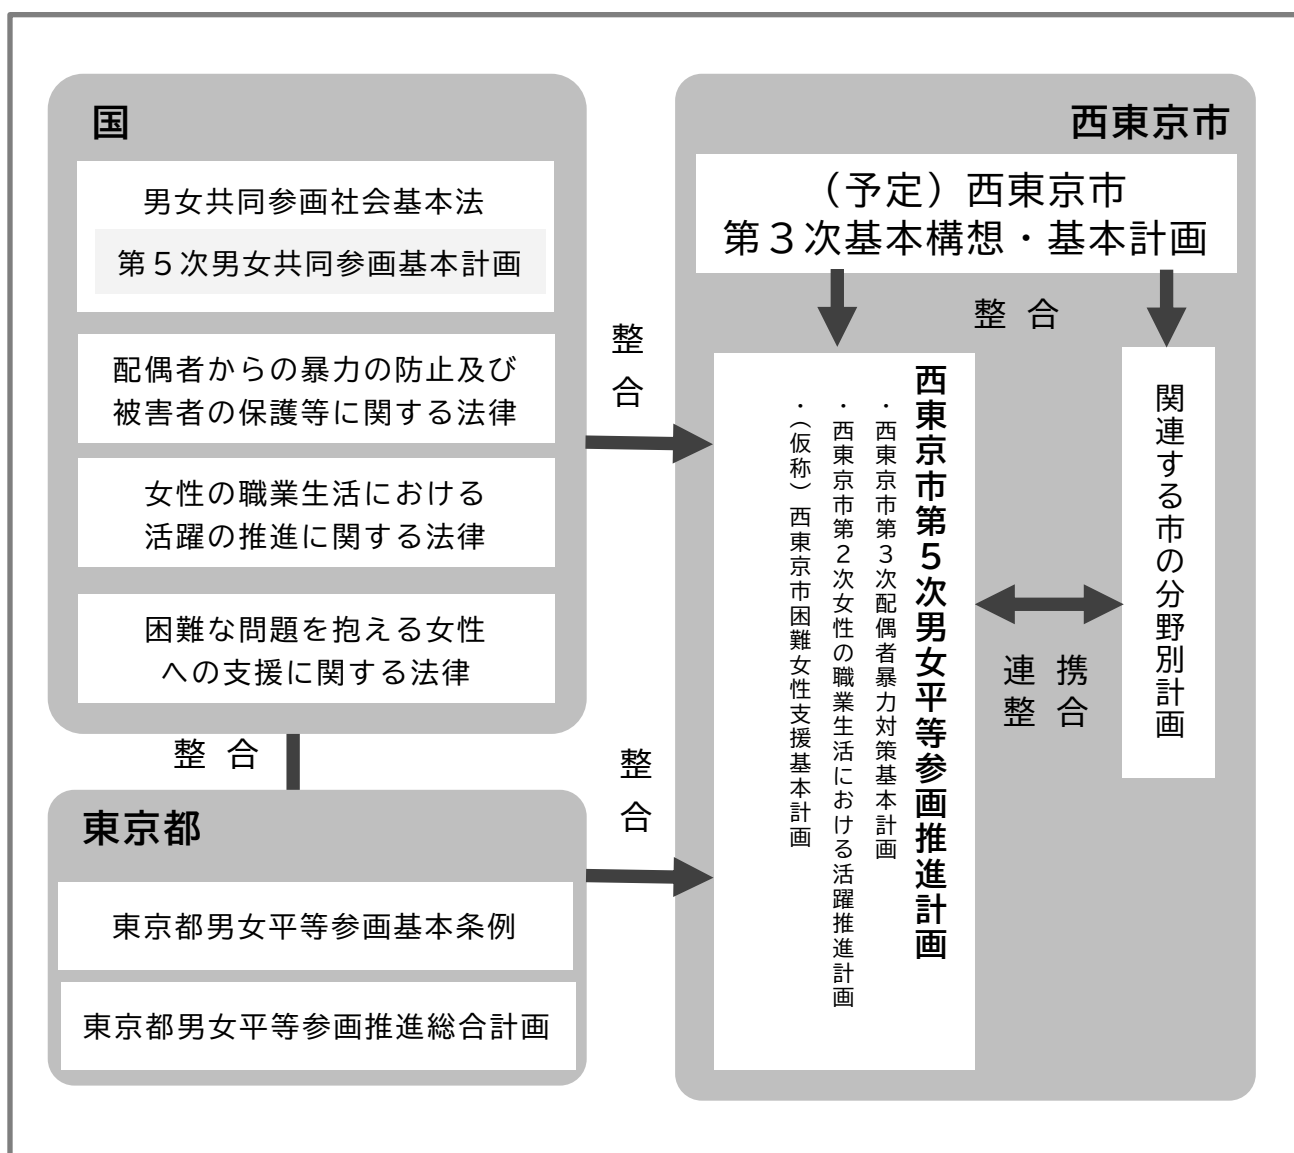 国
男女共同参画社会基本法
第５次男女共同参画基本計画
配偶者からの暴力の防止及び
被害者の保護等に関する法律
女性の職業生活における
活躍の推進に関する法律
困難な問題を抱える女性
への支援に関する法律
整合
東京都
東京都男女平等参画基本条例
東京都男女平等参画推進総合計画
整合
整合
西東京市
（予定）西東京市
第３次基本構想・基本計画
整合
西東京市第５次男女平等参画推進計画
・西東京市第３次配偶者暴力対策基本計画
・西東京市第２次女性の職業生活における活躍推進計画
・（仮称）西東京市困難女性支援基本計画
連携
整合
関連する市の分野別計画